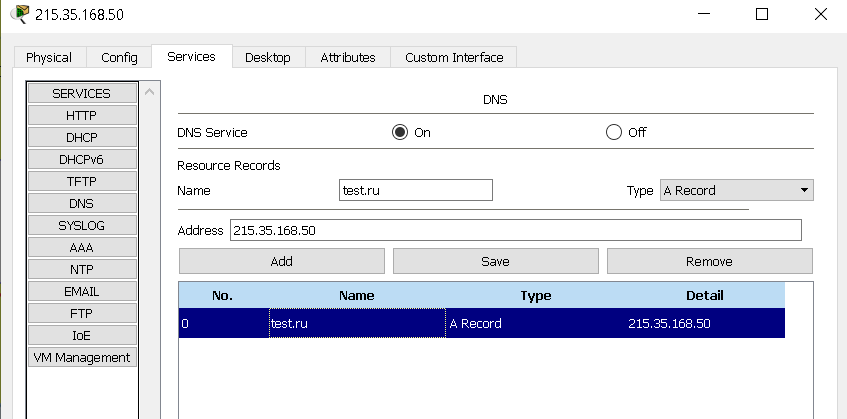 215.35.168.50
Physical Config Services Desktop Attributes Custom Interface
SERVICES
HTTP
DHCP
DHCPv6
TFTP
DNS
SYSLOG
AAA
NTP
EMAIL
FTP
IoE
VM Management
DNS
DNS Service On Off
Resource Records
Name test.ru Type A Record
Address 215.35.168.50
Add Save Remove
No. Name Type Detail
0 test.ru A Record 215.35.168.50